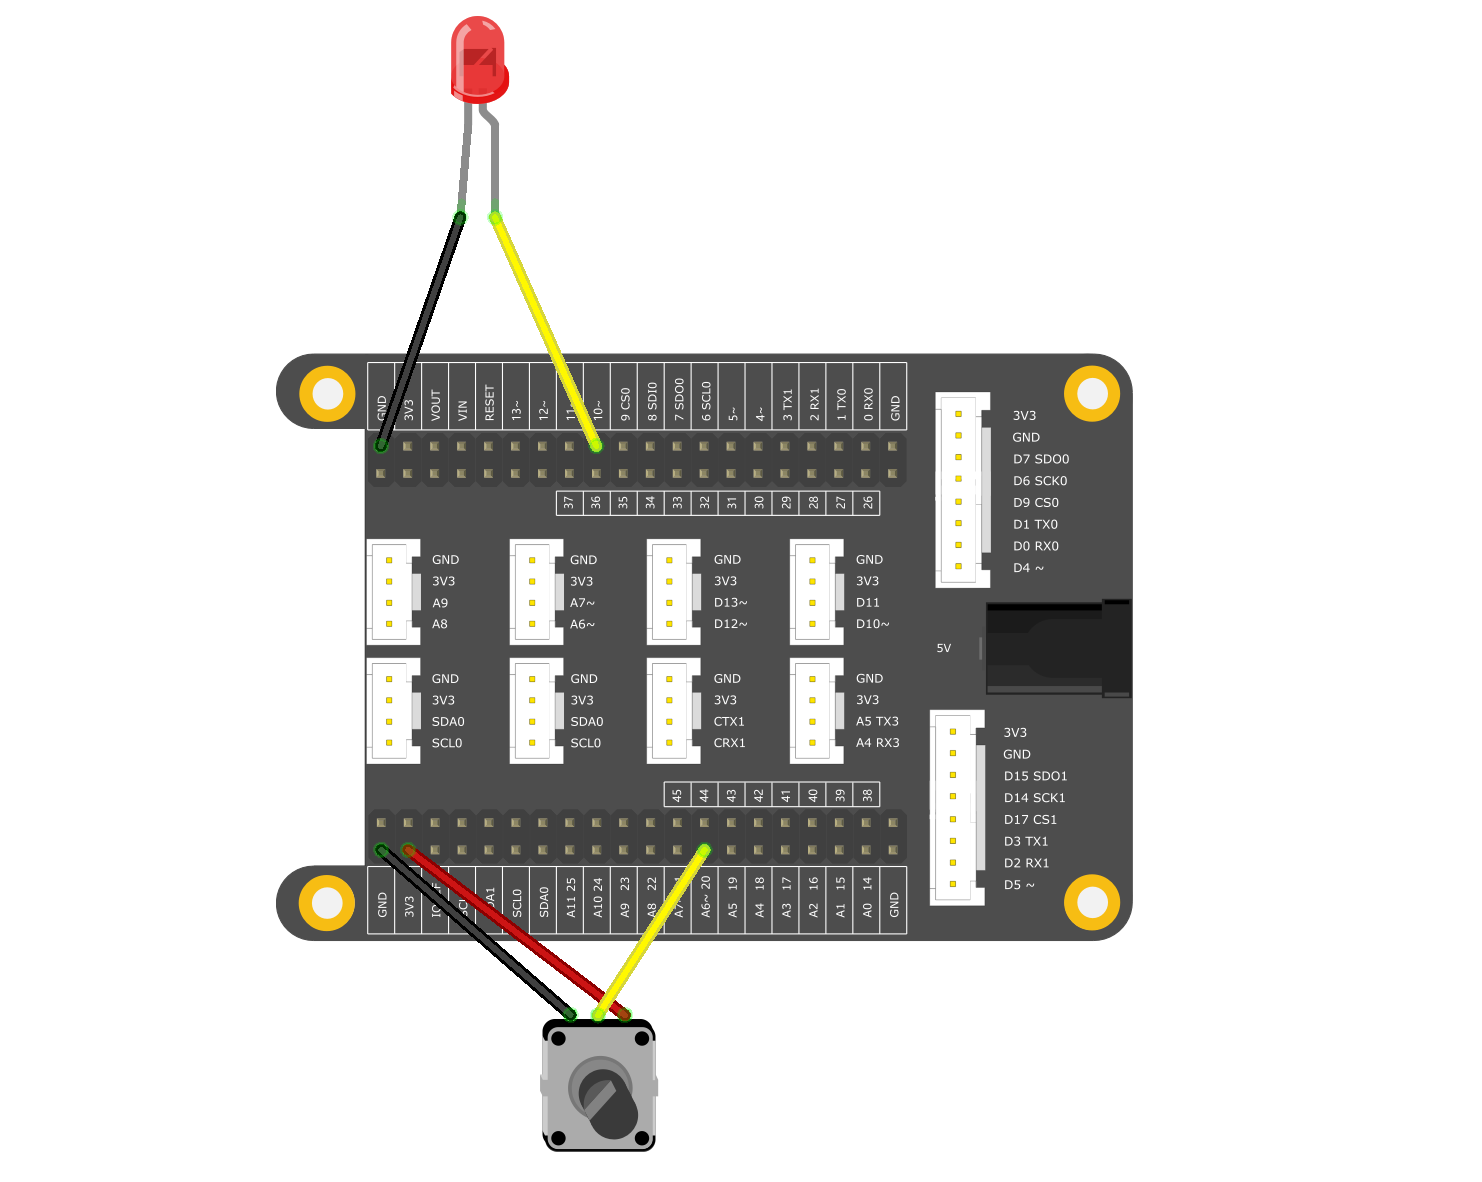 GND
3V3
VOUT
VIN
RESET
13~
12~
10~
9 CS0
8 SDI0
7 SDO0
6 SCL0
5~
4~
3 TX1
2 RX1
1 TX0
0 RX0
GND
37 36 35 34 33 32 31 30 29 28 27 26
3V3
GND
D7 SDO0
D6 SCK0
D9 CS0
D1 TX0
D0 RX0
D4 ~
GND
3V3
A9
A8
GND
3V3
A7~
A6~
GND
3V3
D13~
D12~
GND
3V3
D11
D10~
5V
GND
3V3
SDA0
SCL0
GND
3V3
SDA0
SCL0
GND
3V3
CTX1
CRX1
GND
3V3
A5 TX3
A4 RX3
3V3
GND
D15 SDO1
D14 SCK1
D17 CS1
D3 TX1
D2 RX1
D5 ~
45 44 43 42 41 40 39 38
GND
3V3
SCL0
SDA0
A11 25
A10 24
A9 23
A8 22
A6~ 20
A5 19
A4 18
A3 17
A2 16
A1 15
A0 14
GND